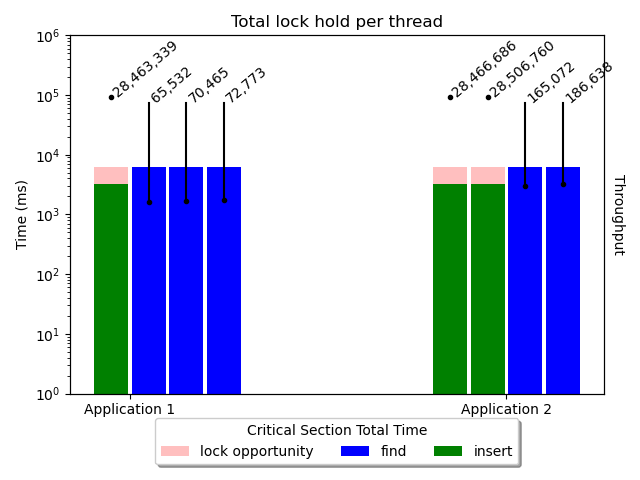 Total lock hold per thread
10^6
10^5
10^4
10^3
10^2
10^1
10^0
Time (ms)
28,463,339
65,532
70,465
72,773
28,466,686
28,506,760
165,072
186,638
Throughput
Application 1
Application 2
Critical Section Total Time
lock opportunity
find
insert